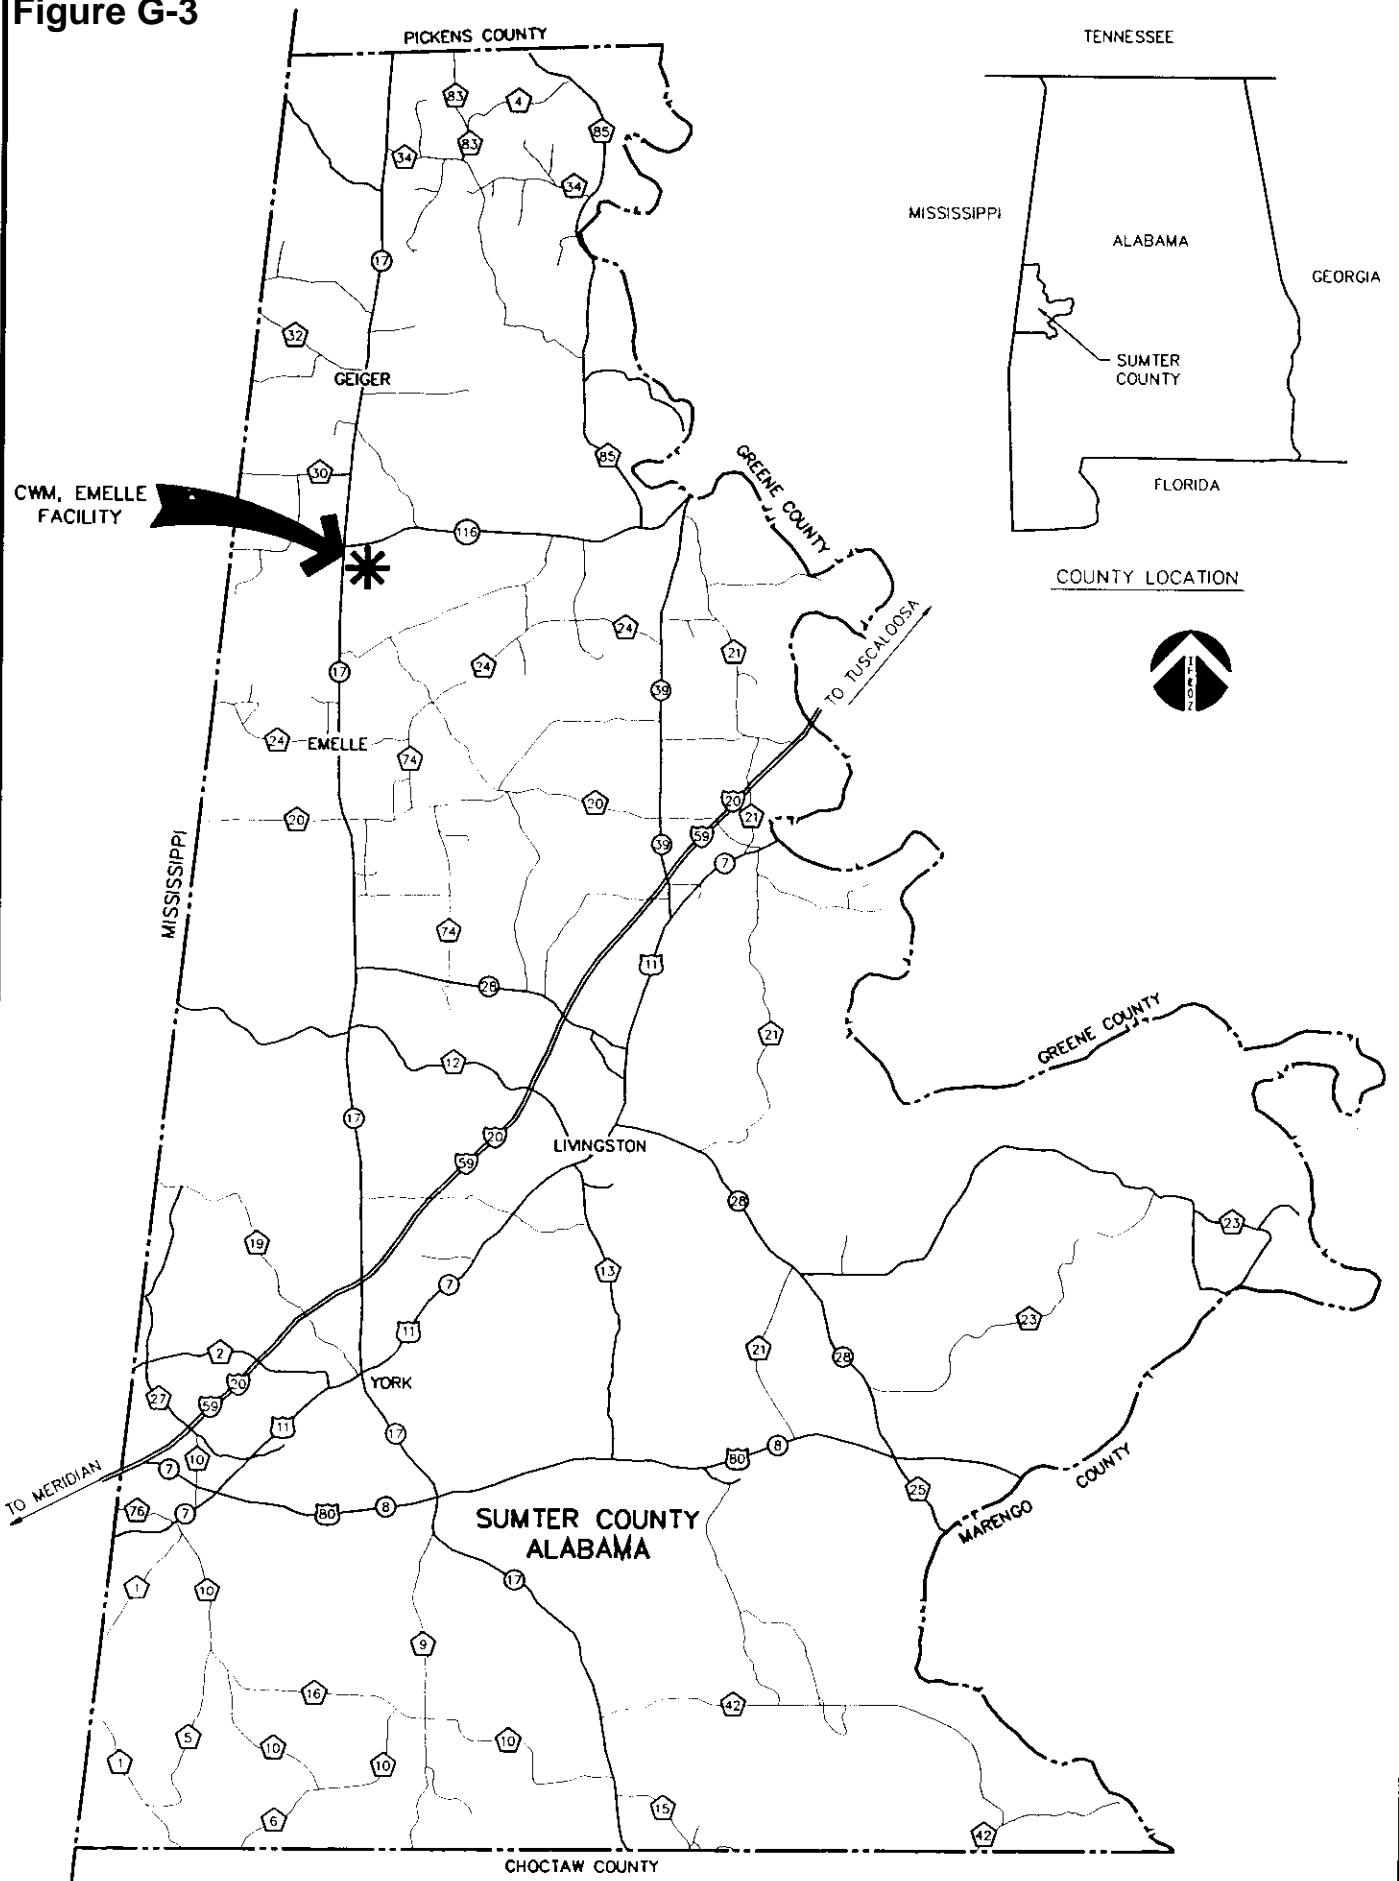 Figure G-3
PICKENS COUNTY
TENNESSEE
83
4
83
85
34
34
MISSISSIPPI
ALABAMA
17
GEORGIA
32
SUMTER
COUNTY
GEIGER
85
30
GREENE COUNTY
FLORIDA
CWM, EMELLE
FACILITY
116
COUNTY LOCATION
24
21
24
TO TUSCALOOSA
17
39
NORTH
24
EMELLE
74
20
20
20
21
59
39
7
MISSISSIPPI
74
11
28
21
GREENE COUNTY
12
17
20
LIVINGSTON
59
28
23
19
13
7
23
11
21
2
28
20
YORK
27
59
11
17
8
80
10
7
TO MERIDIAN
COUNTY
25
76
7
80
8
SUMTER COUNTY
ALABAMA
MARENGO
17
1
10
9
16
42
5
10
10
1
10
15
6
42
CHOCTAW COUNTY